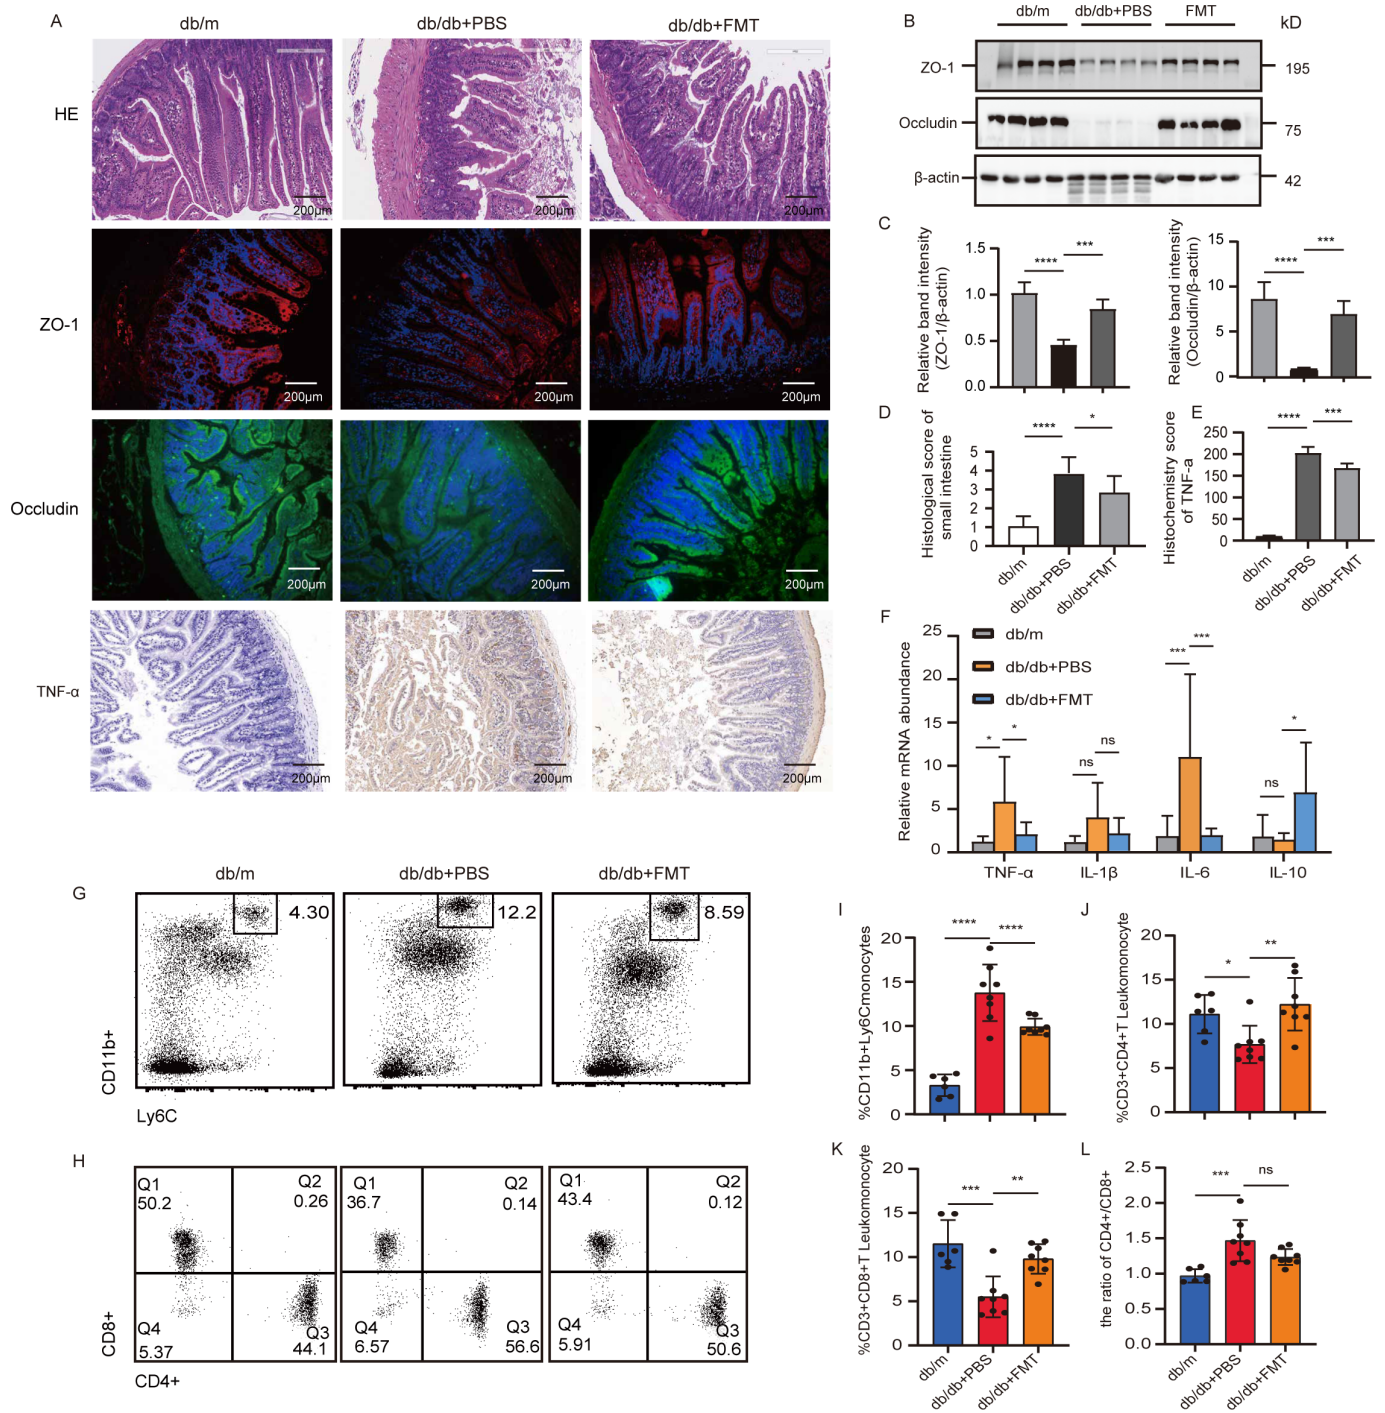 A
db/m
db/db+PBS
db/db+FMT
HE
200μm
200μm
200μm
ZO-1
200μm
200μm
200μm
Occludin
200μm
200μm
200μm
TNF-α
200μm
200μm
200μm
B
db/m
db/db+PBS
FMT
kD
ZO-1
195
Occludin
75
β-actin
42
C
Relative band intensity
(ZO-1/β-actin)
1.5
1.0
0.5
0.0
****
***
Relative band intensity
(Occludin/β-actin)
15
10
5
0
****
***
D
Histological score of
small intestine
5
4
3
2
1
0
****
*
db/m
db/db+PBS
db/db+FMT
E
Histochemistry score
of TNF-a
250
200
150
100
50
0
****
***
db/m
db/db+PBS
db/db+FMT
F
Relative mRNA abundance
25
20
15
10
5
0
db/m
db/db+PBS
db/db+FMT
*
*
ns
ns
***
***
ns
*
TNF-α
IL-1β
IL-6
IL-10
G
db/m
db/db+PBS
db/db+FMT
4.30
12.2
8.59
CD11b+
Ly6C
H
Q1
50.2
Q2
0.26
Q4
5.37
Q3
44.1
Q1
36.7
Q2
0.14
Q4
6.57
Q3
56.6
Q1
43.4
Q2
0.12
Q4
5.91
Q3
50.6
CD8+
CD4+
I
%CD11b+Ly6Cmonocytes
20
15
10
5
0
****
****
J
%CD3+CD4+T Leukomonocyte
20
15
10
5
0
*
**
K
%CD3+CD8+T Leukomonocyte
20
15
10
5
0
***
**
db/m
db/db+PBS
db/db+FMT
L
the ratio of CD4+/CD8+
2.5
2.0
1.5
1.0
0.5
0.0
***
ns
db/m
db/db+PBS
db/db+FMT